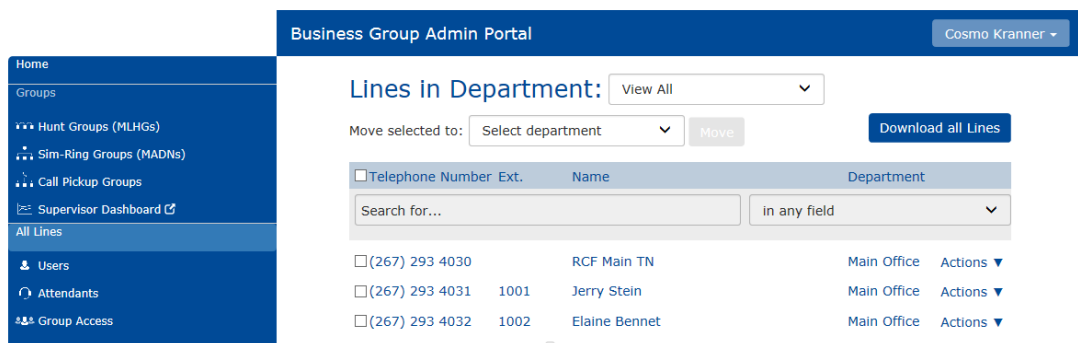 Business Group Admin Portal
Cosmo Kranner
Home
Groups
Hunt Groups (MLHGs)
Sim-Ring Groups (MADNs)
Call Pickup Groups
Supervisor Dashboard
All Lines
Users
Attendants
Group Access
Lines in Department: View All
Move selected to: Select department Move
Download all Lines
Telephone Number Ext. Name Department
Search for... in any field
(267) 293 4030 RCF Main TN Main Office Actions ▼
(267) 293 4031 1001 Jerry Stein Main Office Actions ▼
(267) 293 4032 1002 Elaine Bennet Main Office Actions ▼